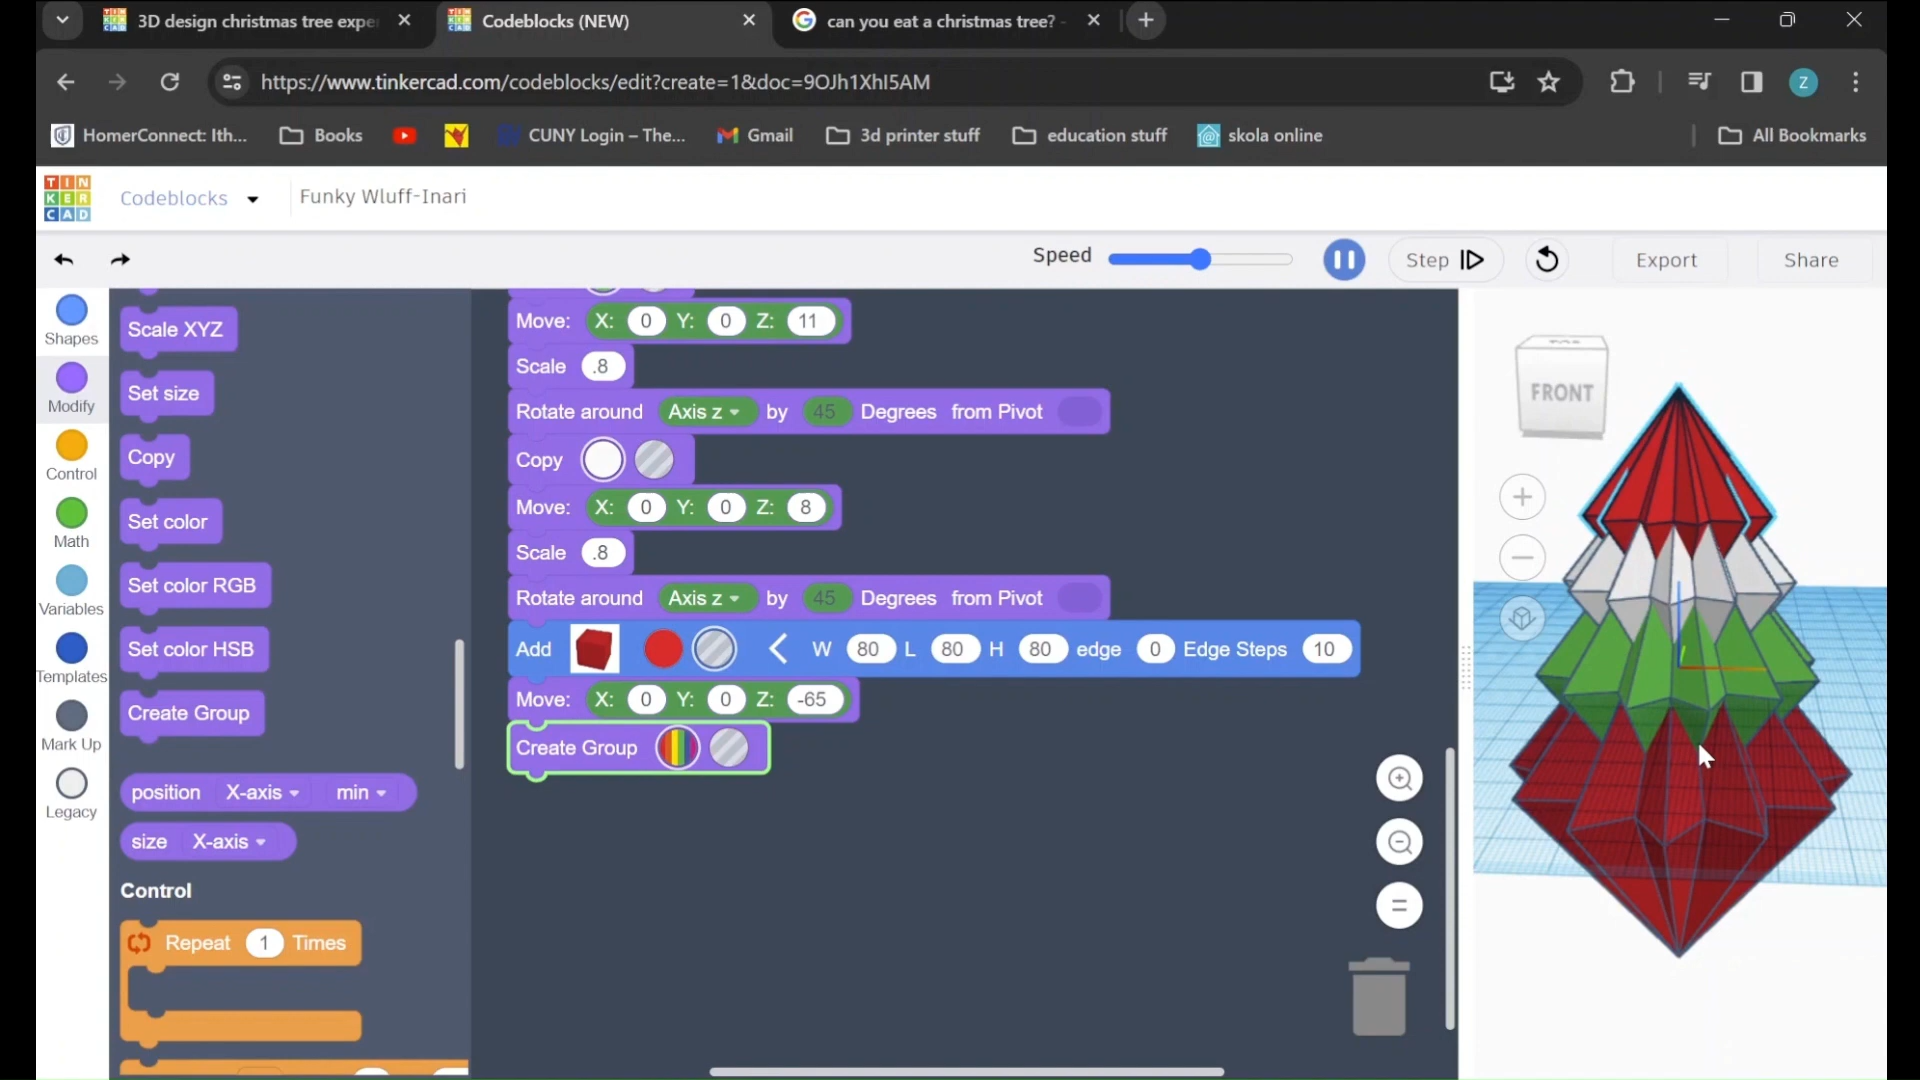 3D design christmas tree expe
Codeblocks (NEW)
can you eat a christmas tree? -
https://www.tinkercad.com/codeblocks/edit?create=1&doc=9OJh1XhI5AM
Z
HomerConnect: Ith...
Books
CUNY Login – The...
Gmail
3d printer stuff
education stuff
skola online
All Bookmarks
TIN
KER
CAD
Codeblocks
Funky Wluff-Inari
Speed
Step
Export
Share
Shapes
Modify
Control
Math
Variables
Templates
Mark Up
Legacy
Scale XYZ
Set size
Copy
Set color
Set color RGB
Set color HSB
Create Group
position X-axis min
size X-axis
Control
Repeat 1 Times
Move: X: 0 Y: 0 Z: 11
Scale .8
Rotate around Axis z by 45 Degrees from Pivot
Copy
Move: X: 0 Y: 0 Z: 8
Scale .8
Rotate around Axis z by 45 Degrees from Pivot
Add W 80 L 80 H 80 edge 0 Edge Steps 10
Move: X: 0 Y: 0 Z: -65
Create Group
FRONT